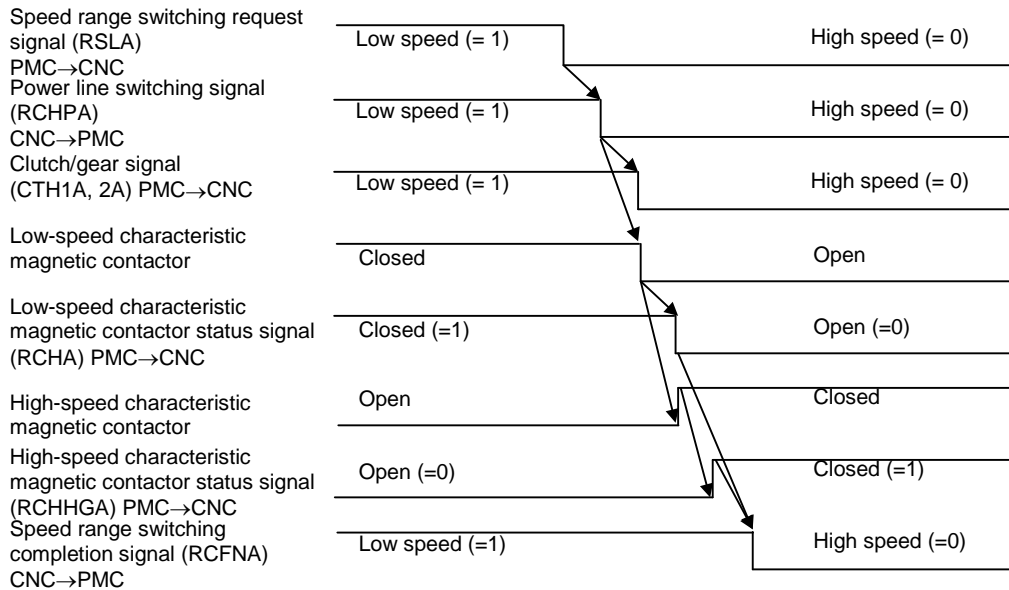 Speed range switching request
signal (RSLA)
PMC→CNC
Low speed (= 1)
High speed (= 0)
Power line switching signal
(RCHPA)
CNC→PMC
Low speed (= 1)
High speed (= 0)
Clutch/gear signal
(CTH1A, 2A) PMC→CNC
Low speed (= 1)
High speed (= 0)
Low-speed characteristic
magnetic contactor
Closed
Open
Low-speed characteristic
magnetic contactor status signal
(RCHA) PMC→CNC
Closed (=1)
Open (=0)
High-speed characteristic
magnetic contactor
Open
Closed
High-speed characteristic
magnetic contactor status signal
(RCHHGA) PMC→CNC
Open (=0)
Closed (=1)
Speed range switching
completion signal (RCFNA)
CNC→PMC
Low speed (=1)
High speed (=0)